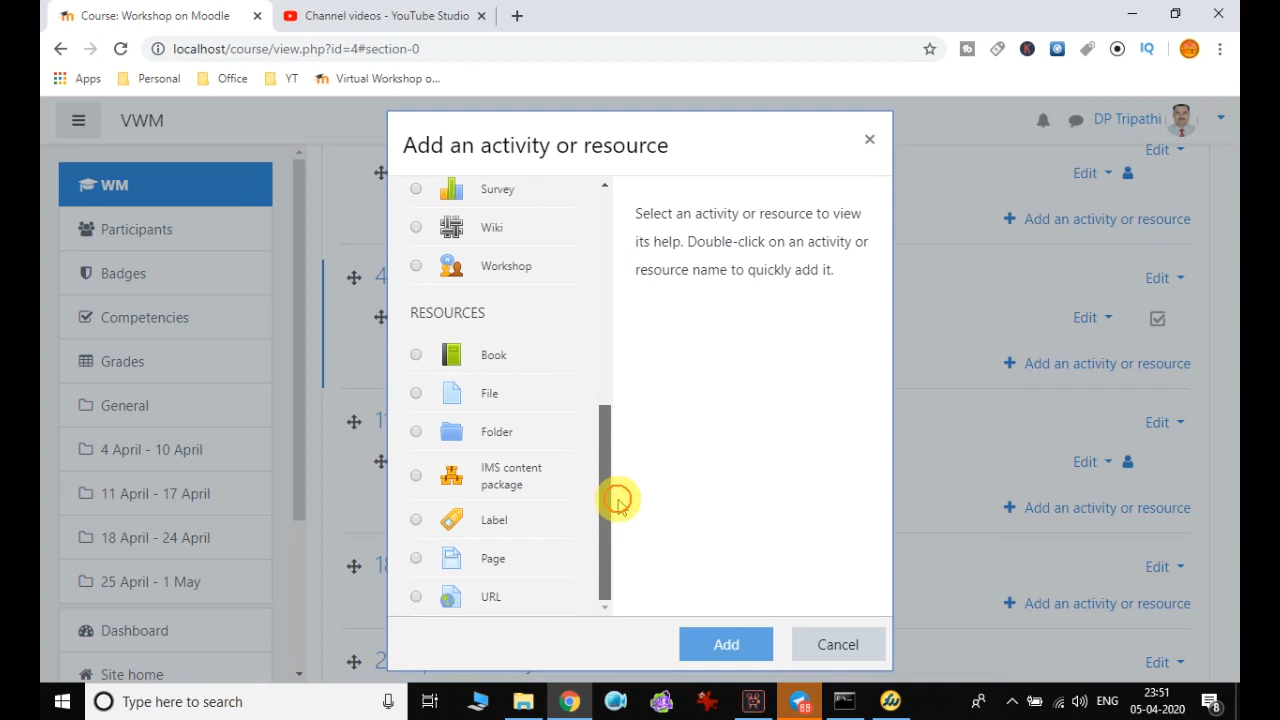 Course: Workshop on Moodle
Channel videos - YouTube Studio
localhost/course/view.php?id=4#section-0
Apps
Personal
Office
YT
Virtual Workshop o...
VWM
DP Tripathi
Add an activity or resource
WM
Participants
Badges
Competencies
Grades
General
4 April - 10 April
11 April - 17 April
18 April - 24 April
25 April - 1 May
Dashboard
Site home
Survey
Wiki
Workshop
RESOURCES
Book
File
Folder
IMS content
package
Label
Page
URL
Select an activity or resource to view
its help. Double-click on an activity or
resource name to quickly add it.
Add
Cancel
Edit
Edit
Add an activity or resource
4
Edit
Edit
Add an activity or resource
11
Edit
Edit
Add an activity or resource
18
Edit
Add an activity or resource
2
Edit
Type here to search
88
ENG
23:51
05-04-2020
8